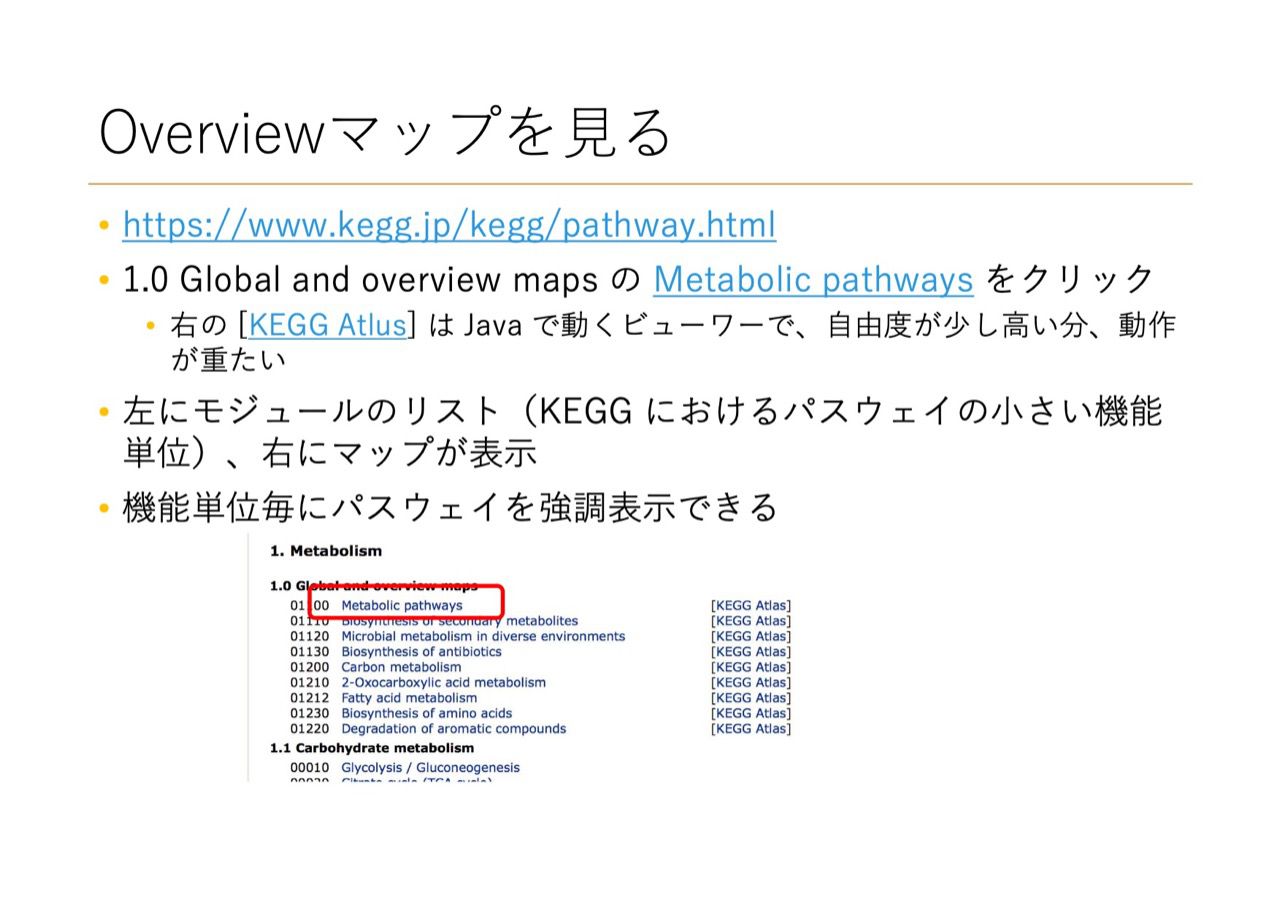 Overviewマップを見る
• https://www.kegg.jp/kegg/pathway.html
• 1.0 Global and overview maps の Metabolic pathways をクリック
• 右の [KEGG Atlus] は Java で動くビューワーで、自由度が少し高い分、動作
が重たい
• 左にモジュールのリスト（KEGG におけるパスウェイの小さい機能
単位）、右にマップが表示
• 機能単位毎にパスウェイを強調表示できる
1. Metabolism
1.0 Global and overview maps
01100 Metabolic pathways [KEGG Atlas]
01110 Biosynthesis of secondary metabolites [KEGG Atlas]
01120 Microbial metabolism in diverse environments [KEGG Atlas]
01130 Biosynthesis of antibiotics [KEGG Atlas]
01200 Carbon metabolism [KEGG Atlas]
01210 2-Oxocarboxylic acid metabolism [KEGG Atlas]
01212 Fatty acid metabolism [KEGG Atlas]
01230 Biosynthesis of amino acids [KEGG Atlas]
01220 Degradation of aromatic compounds [KEGG Atlas]
1.1 Carbohydrate metabolism
00010 Glycolysis / Gluconeogenesis
00020 Citrate cycle (TCA cycle)